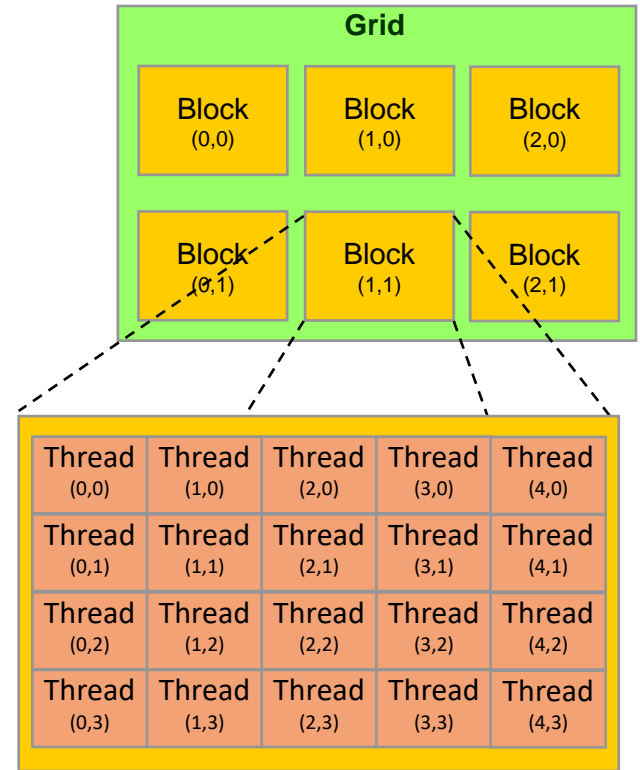 Grid
Block Block Block
(0,0) (1,0) (2,0)
Block Block Block
(0,1) (1,1) (2,1)
Thread Thread Thread Thread Thread
(0,0) (1,0) (2,0) (3,0) (4,0)
Thread Thread Thread Thread Thread
(0,1) (1,1) (2,1) (3,1) (4,1)
Thread Thread Thread Thread Thread
(0,2) (1,2) (2,2) (3,2) (4,2)
Thread Thread Thread Thread Thread
(0,3) (1,3) (2,3) (3,3) (4,3)